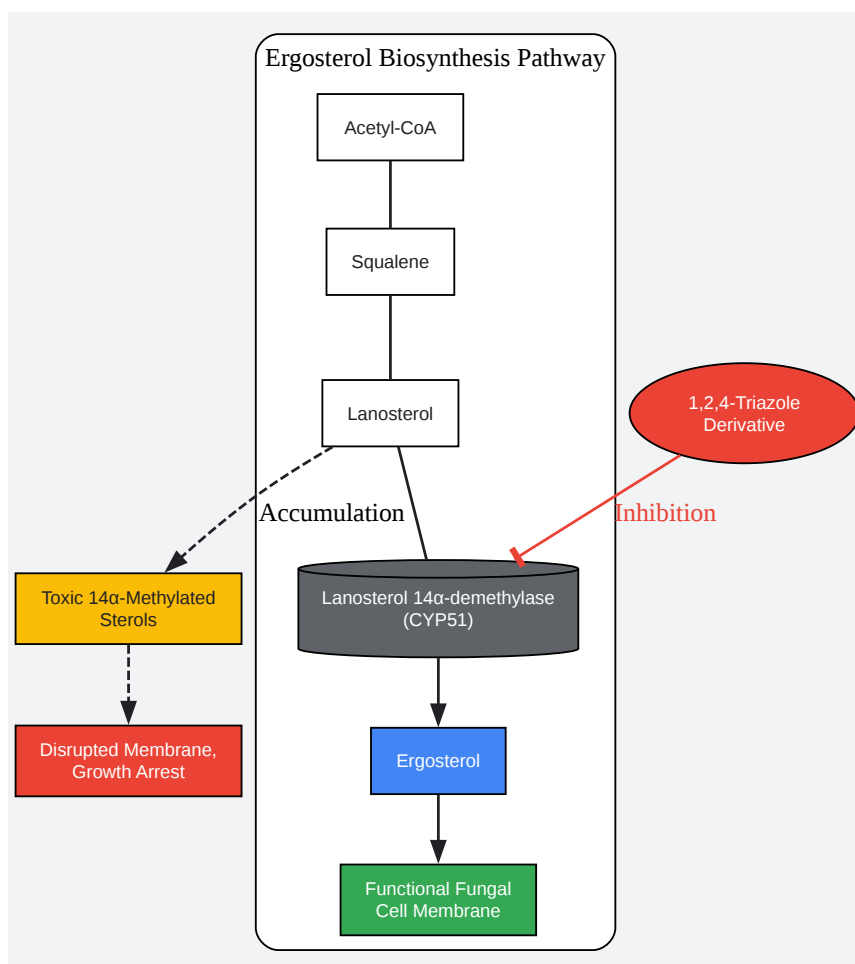 Ergosterol Biosynthesis Pathway
Acetyl-CoA
Squalene
Lanosterol
1,2,4-Triazole
Derivative
Accumulation
Inhibition
Toxic 14α-Methylated
Sterols
Lanosterol 14α-demethylase
(CYP51)
Disrupted Membrane,
Growth Arrest
Ergosterol
Functional Fungal
Cell Membrane